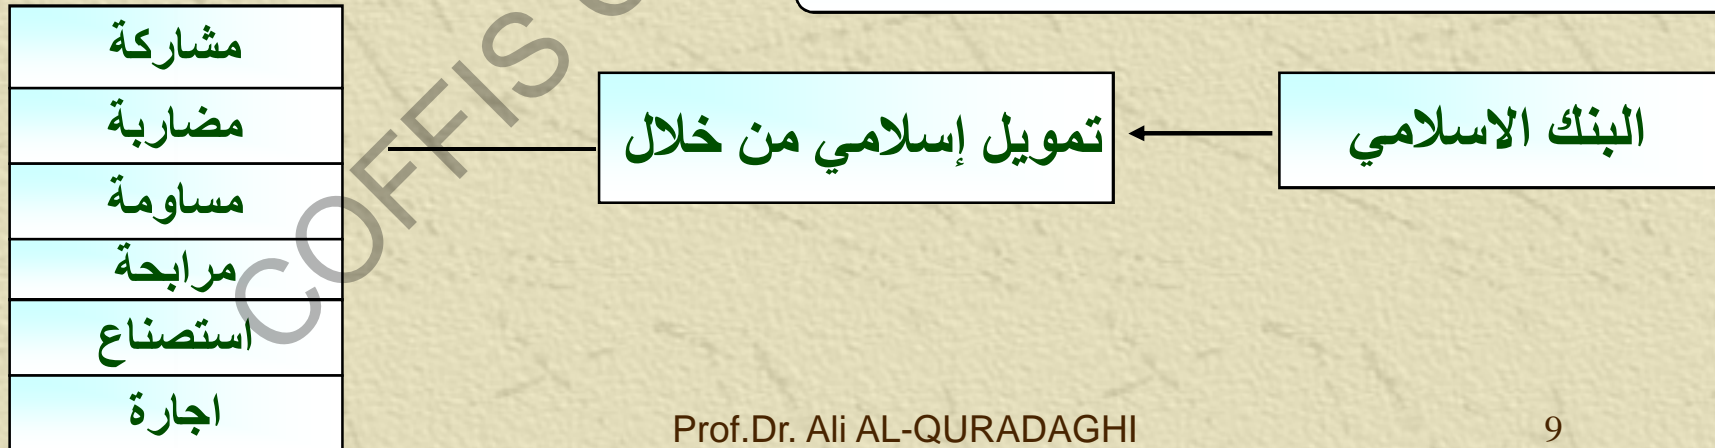 البنك الاسلامي
تمويل إسلامي من خلال
مشاركة
مضاربة
مساومة
مرابحة
استصناع
اجارة
COFFIS
Prof.Dr. Ali AL-QURADAGHI
9